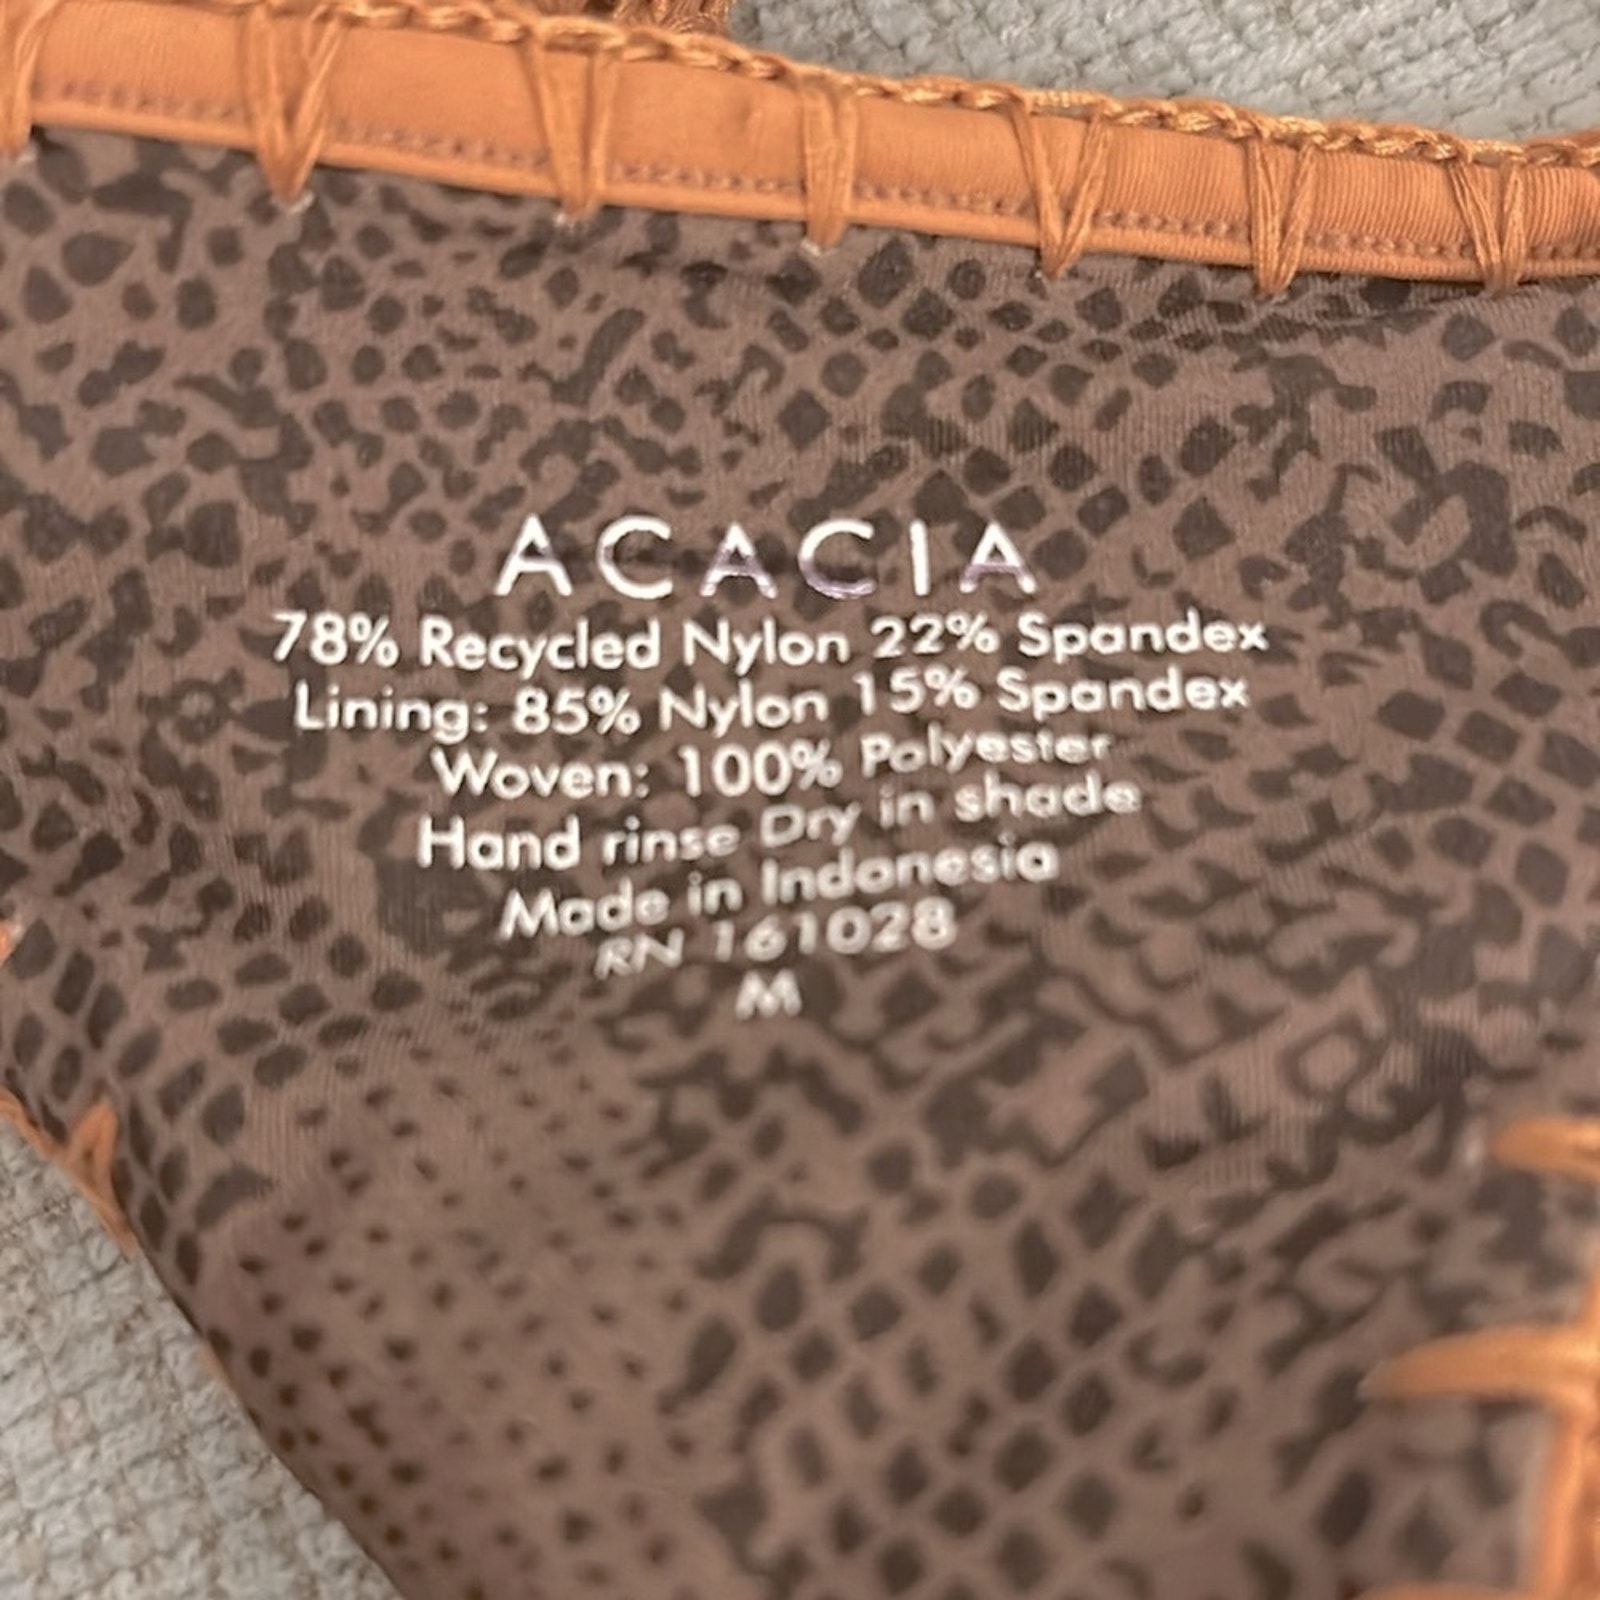 ACACIA
78% Recycled Nylon 22% Spandex
Lining: 85% Nylon 15% Spandex
Woven: 100% Polyester
Hand rinse Dry in shade
Made in Indonesia
RN 161028
M